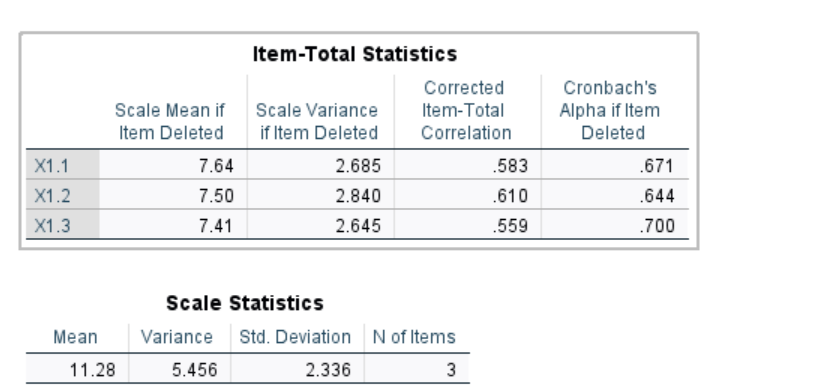 Item-Total Statistics
Scale Mean if Item Deleted Scale Variance if Item Deleted Corrected Item-Total Correlation Cronbach's Alpha if Item Deleted
X1.1 7.64 2.685 .583 .671
X1.2 7.50 2.840 .610 .644
X1.3 7.41 2.645 .559 .700
Scale Statistics
Mean Variance Std. Deviation N of Items
11.28 5.456 2.336 3